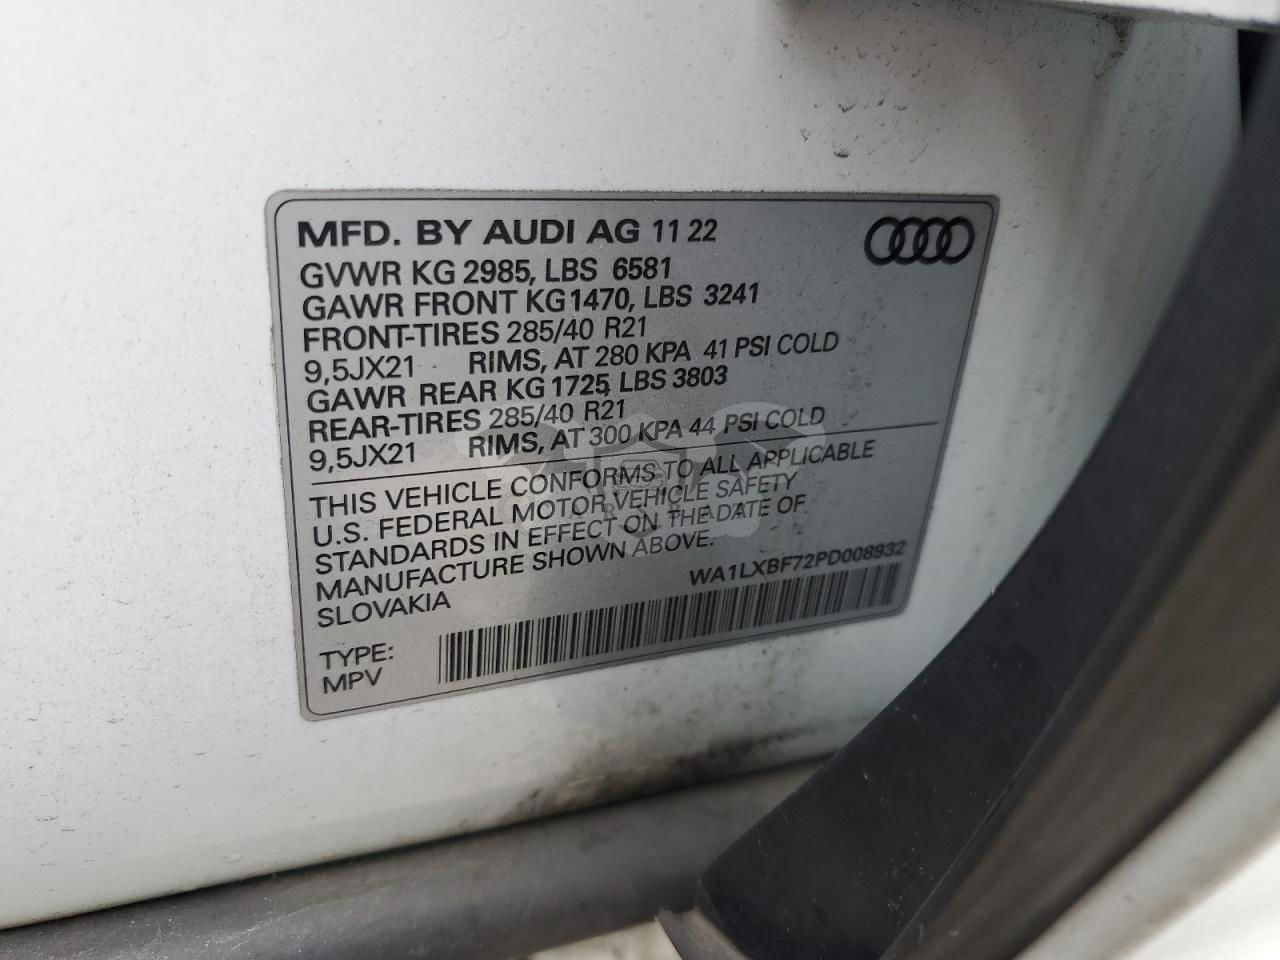 MFD. BY AUDI AG 11 22
GVWR KG 2985, LBS 6581
GAWR FRONT KG 1470, LBS 3241
FRONT-TIRES 285/40 R21
9,5JX21 RIMS, AT 280 KPA 41 PSI COLD
GAWR REAR KG 1725, LBS 3803
REAR-TIRES 285/40 R21
9,5JX21 RIMS, AT 300 KPA 44 PSI COLD
THIS VEHICLE CONFORMS TO ALL APPLICABLE
U.S. FEDERAL MOTOR VEHICLE SAFETY
STANDARDS IN EFFECT ON THE DATE OF
MANUFACTURE SHOWN ABOVE.
SLOVAKIA
WA1LXBF72PD008932
TYPE:
MPV